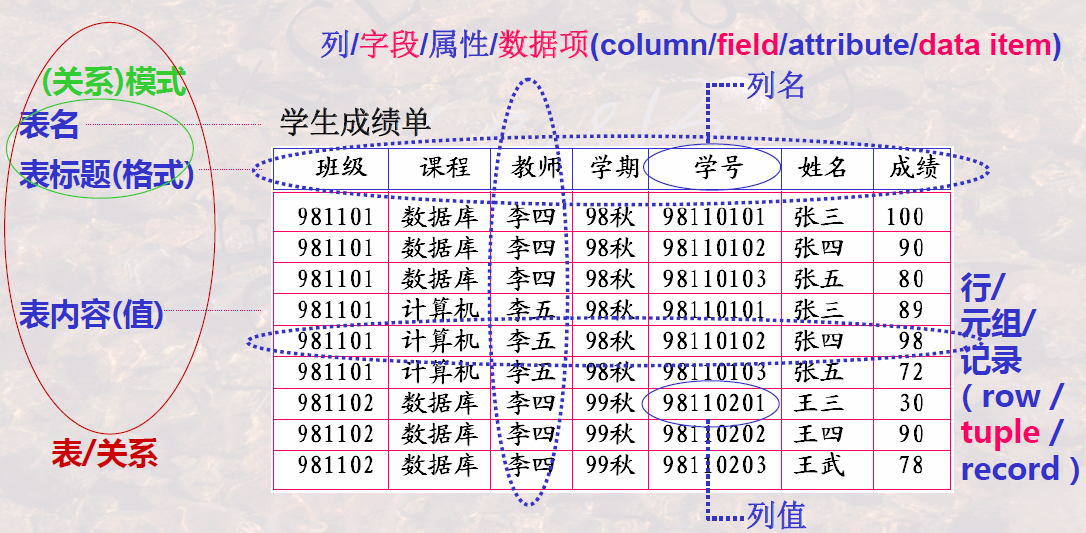 列/字段/属性/数据项(column/field/attribute/data item)
(关系)模式
列名
表名
学生成绩单
表标题(格式)
班级 课程 教师 学期 学号 姓名 成绩
981101 数据库 李四 98秋 98110101 张三 100
981101 数据库 李四 98秋 98110102 张四 90
981101 数据库 李四 98秋 98110103 张五 80
981101 计算机 李五 98秋 98110101 张三 89
981101 计算机 李五 98秋 98110102 张四 98
981101 计算机 李五 98秋 98110103 张五 72
981102 数据库 李四 99秋 98110201 王三 30
981102 数据库 李四 99秋 98110202 王四 90
981102 数据库 李四 99秋 98110203 王武 78
表内容(值)
行/
元组/
记录
( row /
tuple /
record )
表/关系
列值